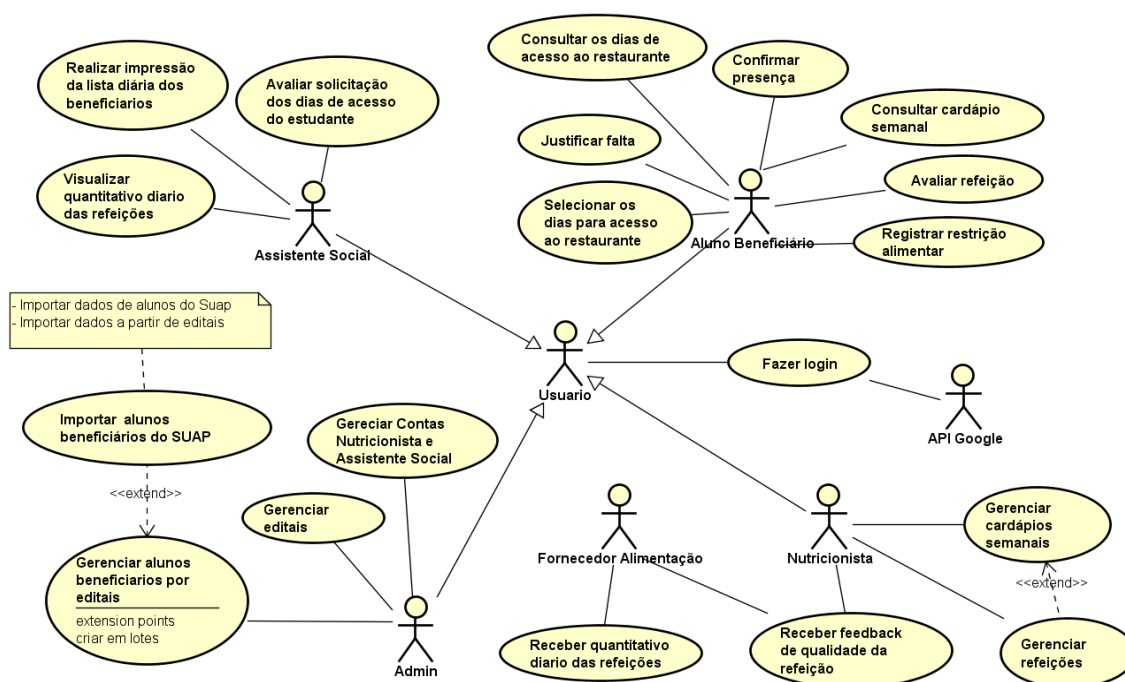 Realizar impressão
da lista diária dos
beneficiarios
Avaliar solicitação
dos dias de acesso
do estudante
Visualizar
quantitativo diario
das refeições
Assistente Social
Consultar os dias de
acesso ao restaurante
Confirmar
presença
Consultar cardápio
semanal
Justificar falta
Avaliar refeição
Selecionar os
dias para acesso
ao restaurante
Aluno Beneficiário
Registrar restrição
alimentar
- Importar dados de alunos do Suap
- Importar dados a partir de editais
Usuario
Fazer login
API Google
Importar alunos
beneficiários do SUAP
Gereciar Contas
Nutricionista e
Assistente Social
<<extend>>
Gerenciar
editais
Gerenciar alunos
beneficiarios por
editais
extension points
criar em lotes
Admin
Fornecedor Alimentação
Nutricionista
Gerenciar
cardápios
semanais
<<extend>>
Receber quantitativo
diario das refeições
Receber feedback
de qualidade da
refeição
Gerenciar
refeições